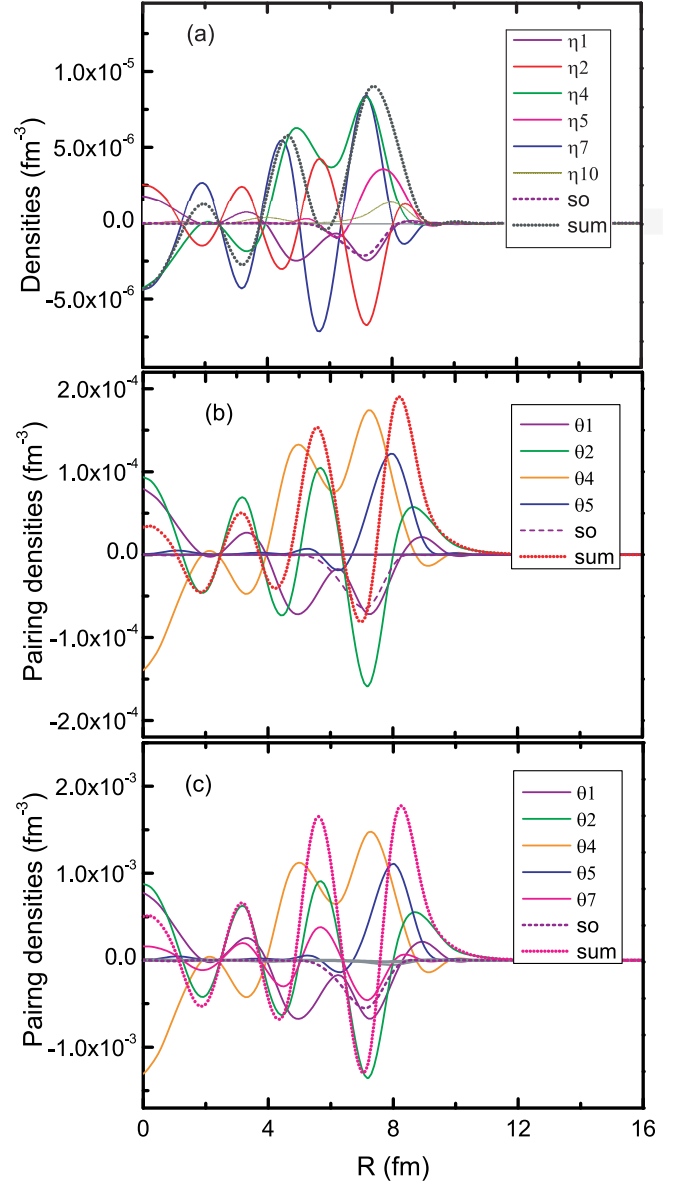 (a)
1.0x10⁻⁵
5.0x10⁻⁶
0.0
-5.0x10⁻⁶
Densities (fm⁻³)
η1
η2
η4
η5
η7
η10
so
sum
(b)
2.0x10⁻⁴
1.0x10⁻⁴
0.0
-1.0x10⁻⁴
-2.0x10⁻⁴
Pairing densities (fm⁻³)
θ1
θ2
θ4
θ5
so
sum
(c)
2.0x10⁻³
1.0x10⁻³
0.0
-1.0x10⁻³
Pairng densities (fm⁻³)
θ1
θ2
θ4
θ5
θ7
so
sum
0 4 8 12 16
R (fm)